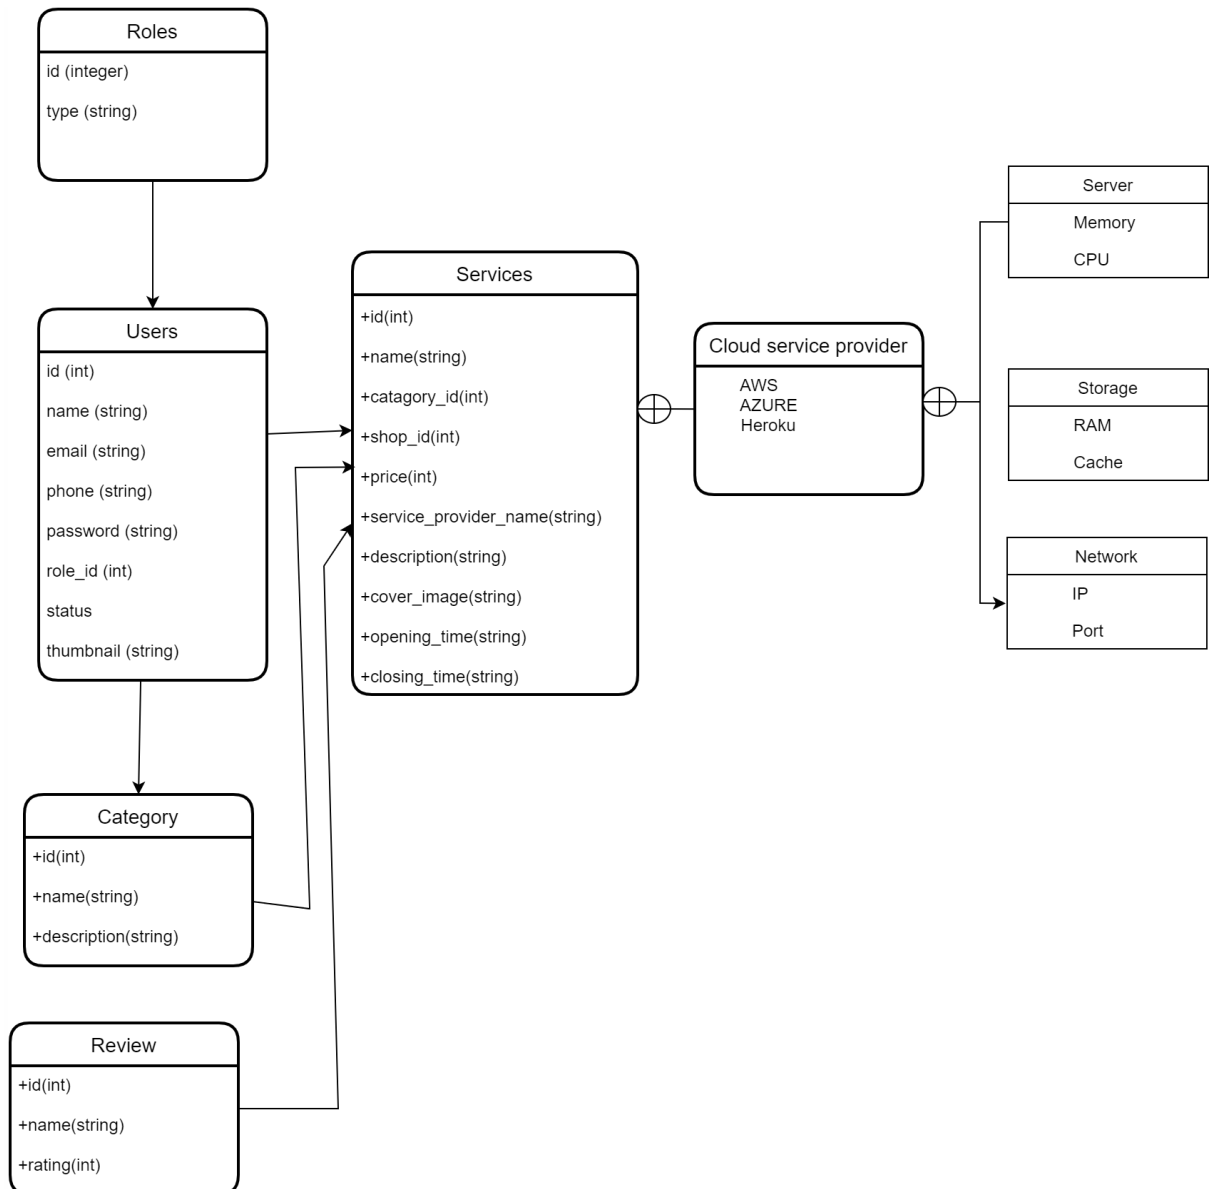 Roles
id (integer)
type (string)
Users
id (int)
name (string)
email (string)
phone (string)
password (string)
role_id (int)
status
thumbnail (string)
Category
+id(int)
+name(string)
+description(string)
Review
+id(int)
+name(string)
+rating(int)
Services
+id(int)
+name(string)
+catagory_id(int)
+shop_id(int)
+price(int)
+service_provider_name(string)
+description(string)
+cover_image(string)
+opening_time(string)
+closing_time(string)
Cloud service provider
AWS
AZURE
Heroku
Server
Memory
CPU
Storage
RAM
Cache
Network
IP
Port